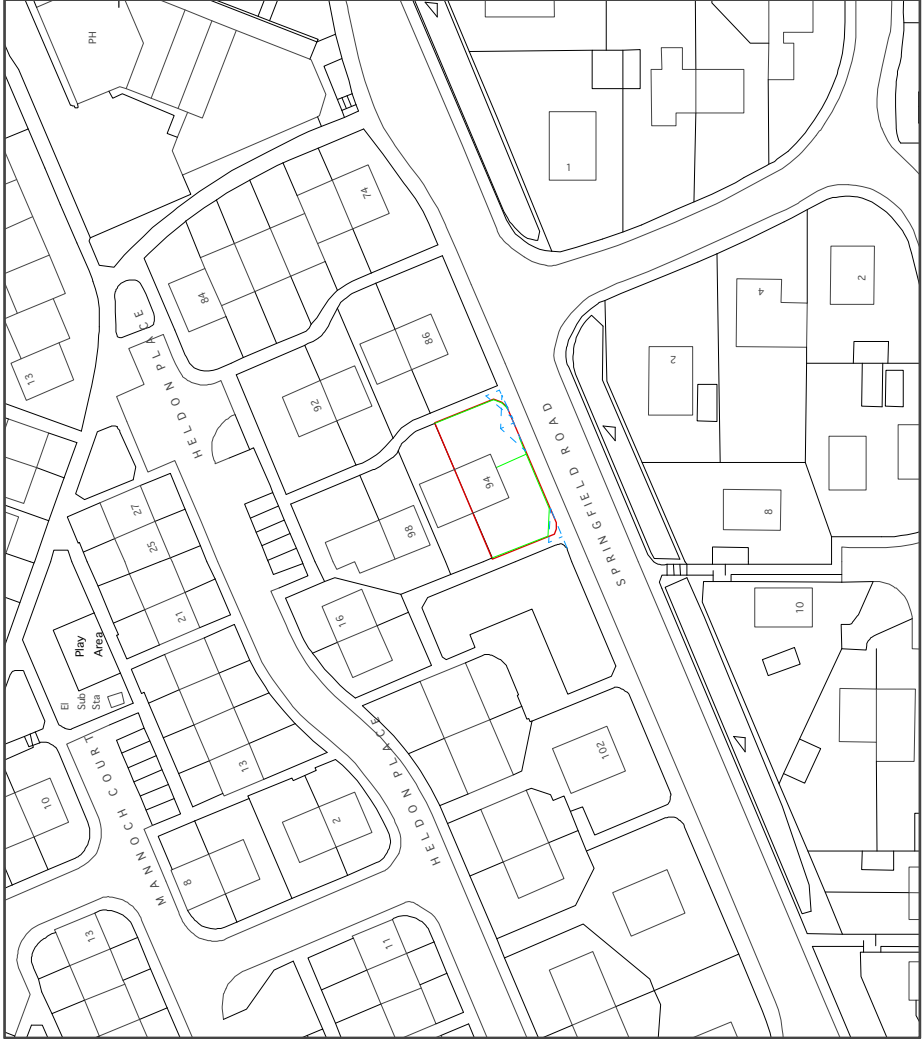 PH
1
74
84
HELDON PLACE
13
86
92
2
4
2
SPRINGFIELD ROAD
94
98
27
25
21
16
8
10
Play
Area
El
Sub
Sta
MANNOCH COURT
13
10
2
8
HELDON PLACE
102
13
11